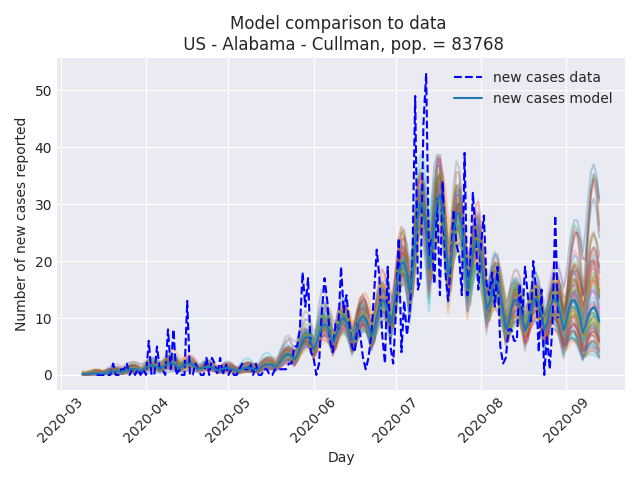 Model comparison to data
US - Alabama - Cullman, pop. = 83768
new cases data
new cases model
Number of new cases reported
50
40
30
20
10
0
2020-03
2020-04
2020-05
2020-06
2020-07
2020-08
2020-09
Day